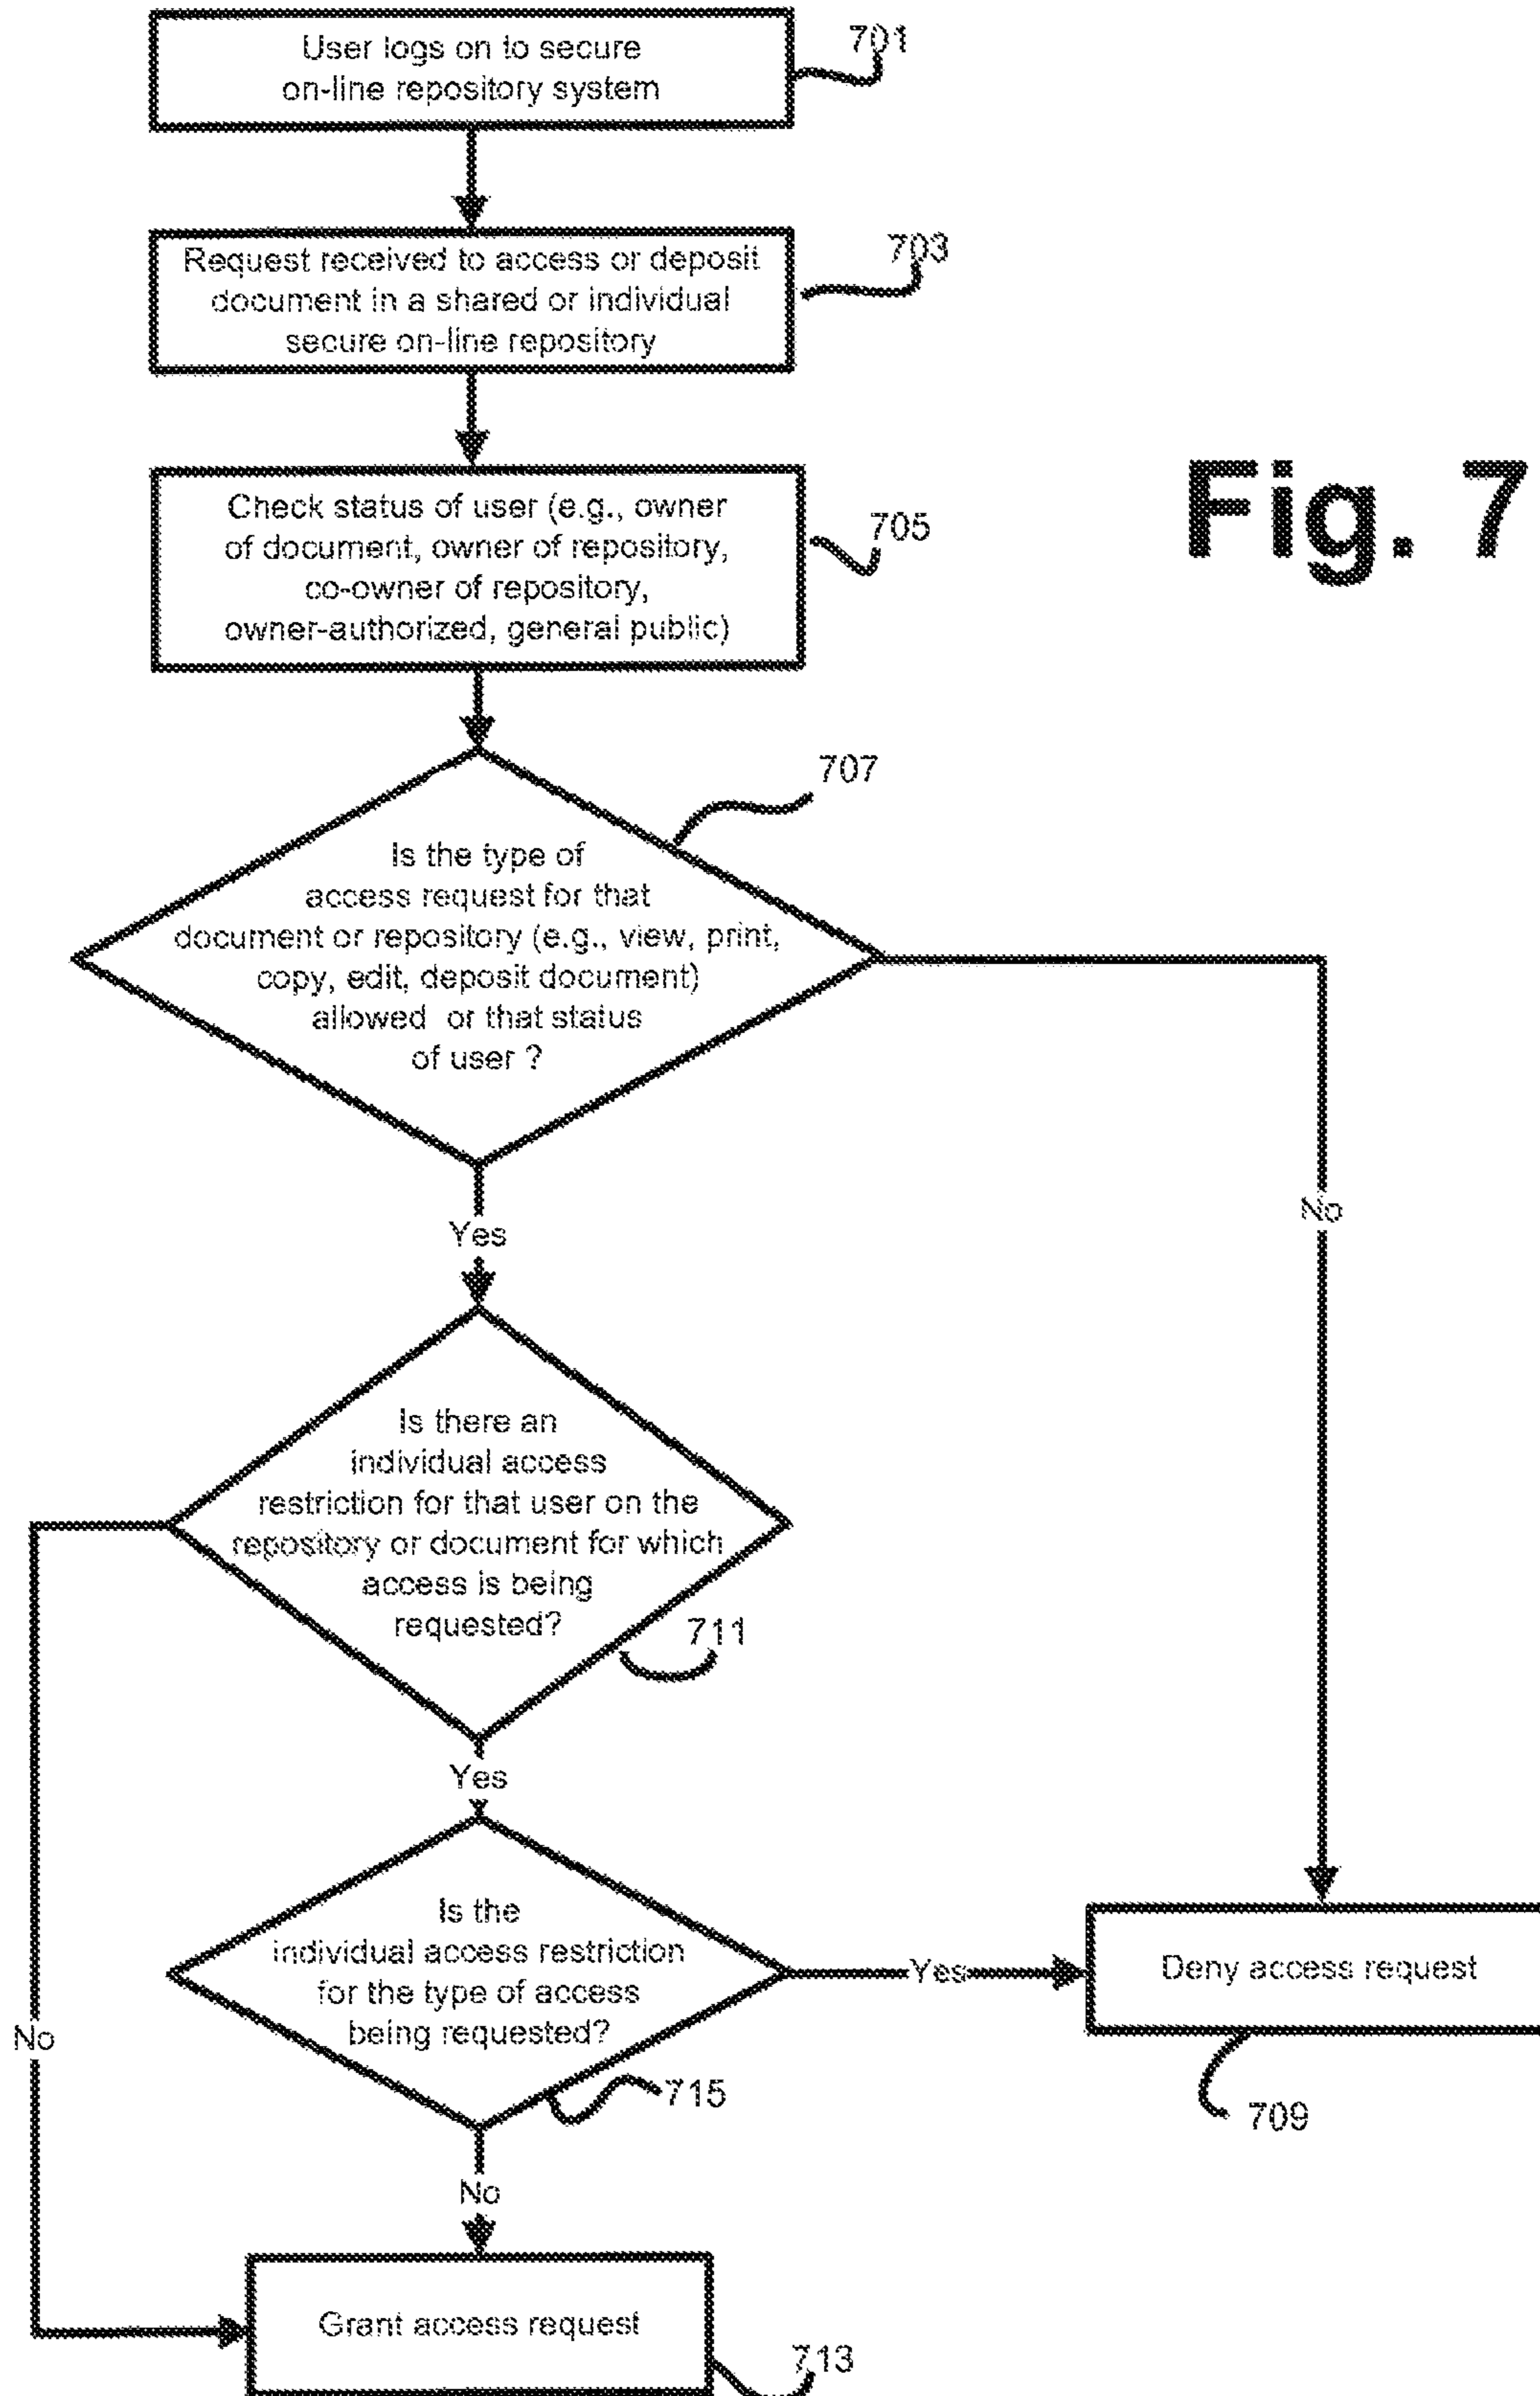 User logs on to secure
on-line repository system
701
Request received to access or deposit
document in a shared or individual
secure on-line repository
703
Check status of user (e.g., owner
of document, owner of repository,
co-owner of repository,
owner-authorized, general public)
705
Fig. 7
707
Is the type of
access request for that
document or repository (e.g., view, print,
copy, edit, deposit document)
allowed or that status
of user ?
No
Yes
Is there an
individual access
restriction for that user on the
repository or document for which
access is being
requested?
711
Yes
Is the
individual access restriction
for the type of access
being requested?
Yes
Deny access request
No
715
709
No
Grant access request
713